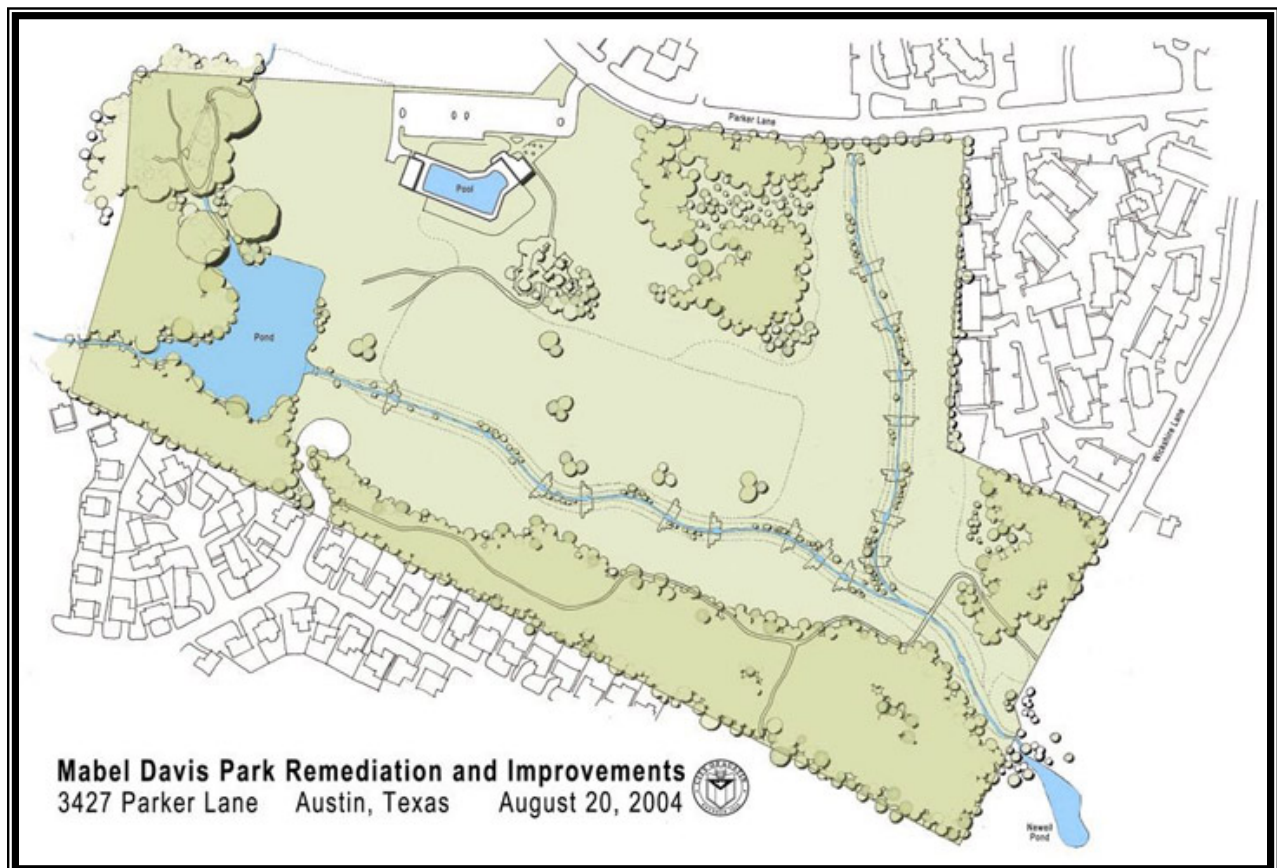 Parker Lane
Pool
Pond
Wickshire Lane
Mabel Davis Park Remediation and Improvements
3427 Parker Lane Austin, Texas August 20, 2004
Newell
Pond